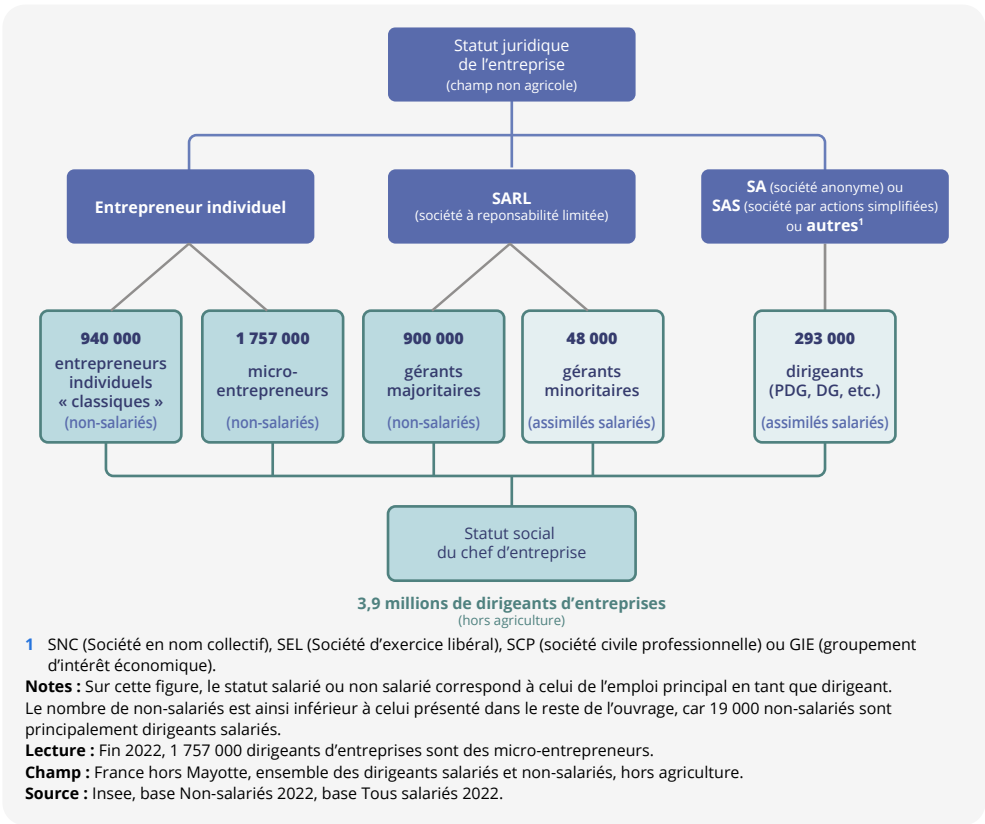 Statut juridique
de l’entreprise
(champ non agricole)
Entrepreneur individuel
SARL
(société à reponsabilité limitée)
SA (société anonyme) ou
SAS (société par actions simplifiées)
ou autres¹
940 000
entrepreneurs
individuels
« classiques »
(non-salariés)
1 757 000
micro-
entrepreneurs
(non-salariés)
900 000
gérants
majoritaires
(non-salariés)
48 000
gérants
minoritaires
(assimilés salariés)
293 000
dirigeants
(PDG, DG, etc.)
(assimilés salariés)
Statut social
du chef d’entreprise
3,9 millions de dirigeants d’entreprises
(hors agriculture)
1 SNC (Société en nom collectif), SEL (Société d’exercice libéral), SCP (société civile professionnelle) ou GIE (groupement
d’intérêt économique).
Notes : Sur cette figure, le statut salarié ou non salarié correspond à celui de l’emploi principal en tant que dirigeant.
Le nombre de non-salariés est ainsi inférieur à celui présenté dans le reste de l’ouvrage, car 19 000 non-salariés sont
principalement dirigeants salariés.
Lecture : Fin 2022, 1 757 000 dirigeants d’entreprises sont des micro-entrepreneurs.
Champ : France hors Mayotte, ensemble des dirigeants salariés et non-salariés, hors agriculture.
Source : Insee, base Non-salariés 2022, base Tous salariés 2022.